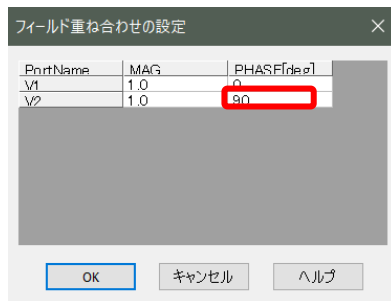 フィールド重ね合わせの設定
PortName MAG PHASE[deg]
V1 1.0 0
V2 1.0 90
OK キャンセル ヘルプ